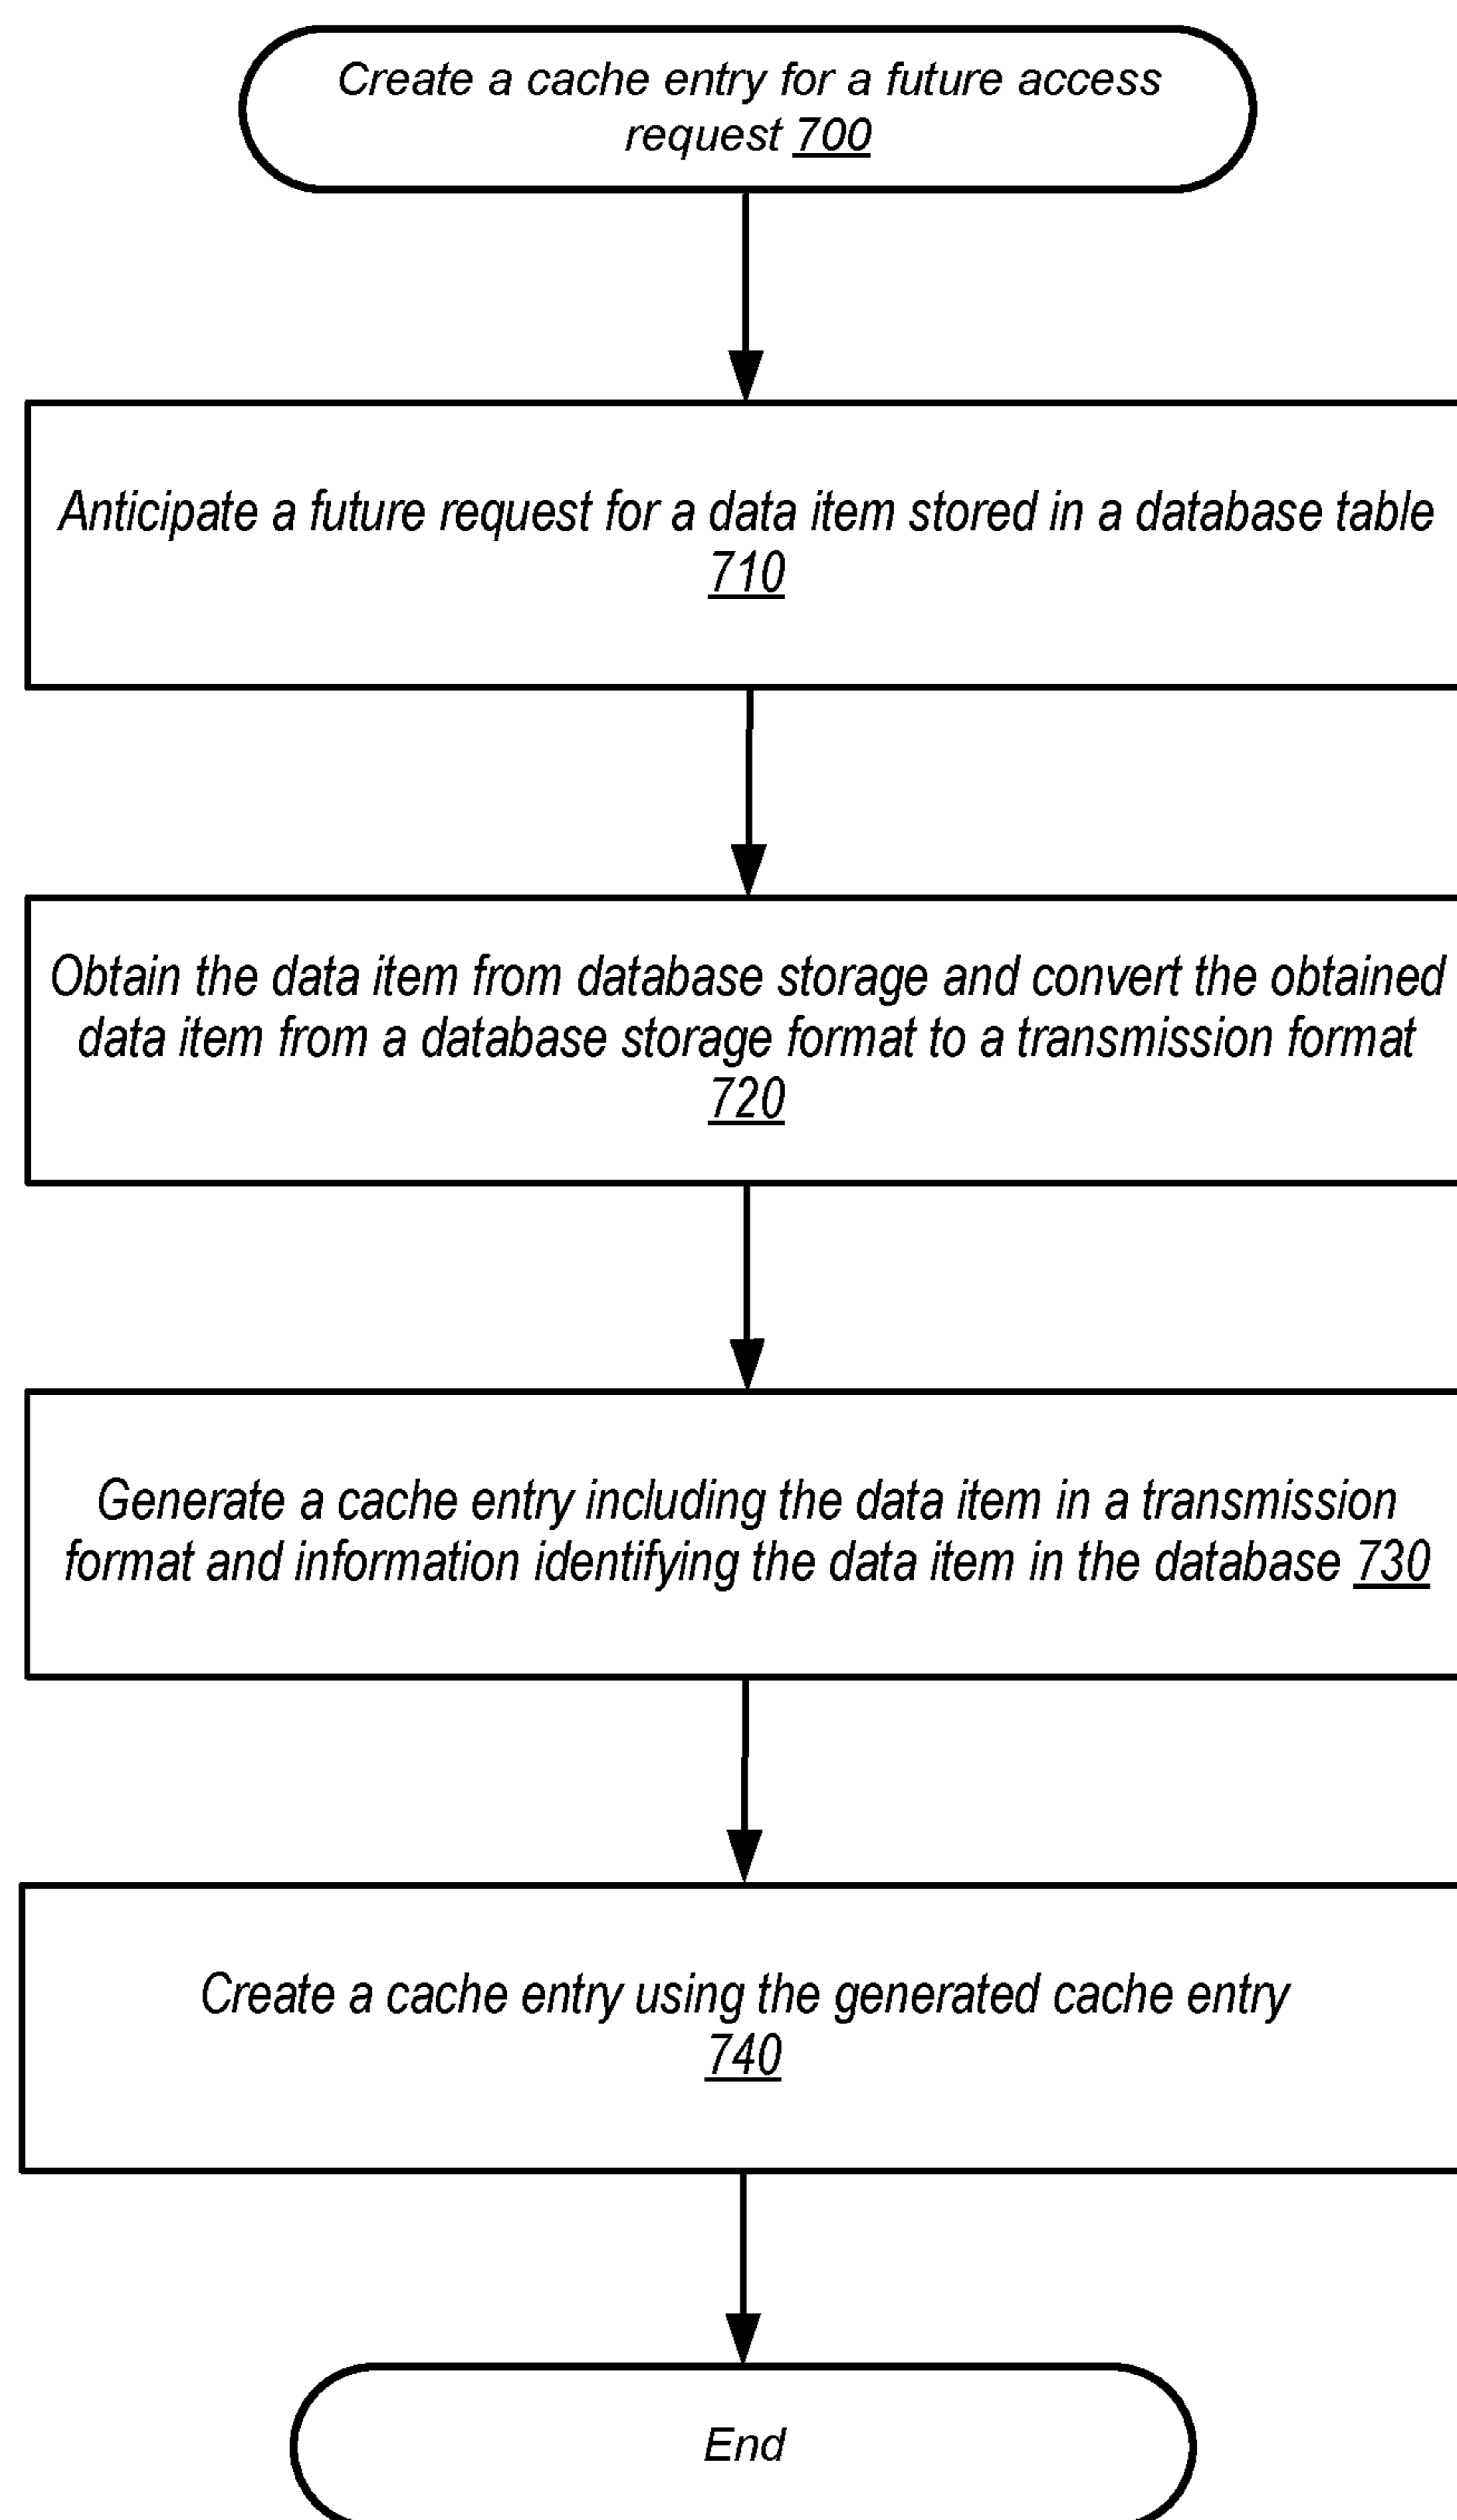 Create a cache entry for a future access
request 700
Anticipate a future request for a data item stored in a database table
710
Obtain the data item from database storage and convert the obtained
data item from a database storage format to a transmission format
720
Generate a cache entry including the data item in a transmission
format and information identifying the data item in the database 730
Create a cache entry using the generated cache entry
740
End